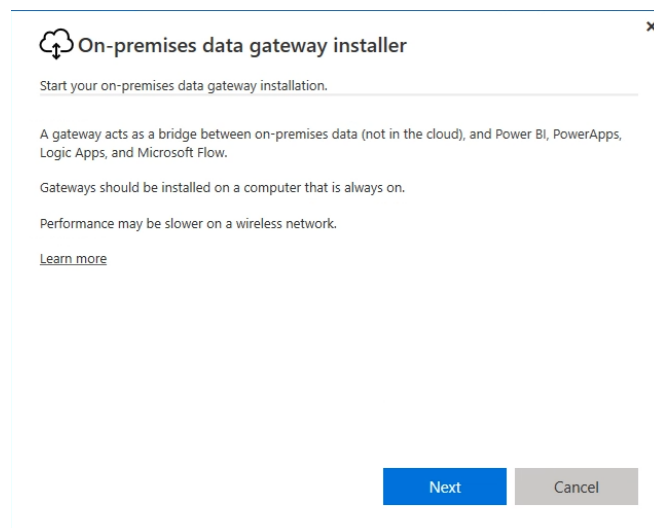 On-premises data gateway installer
Start your on-premises data gateway installation.
A gateway acts as a bridge between on-premises data (not in the cloud), and Power BI, PowerApps,
Logic Apps, and Microsoft Flow.
Gateways should be installed on a computer that is always on.
Performance may be slower on a wireless network.
Learn more
Next Cancel